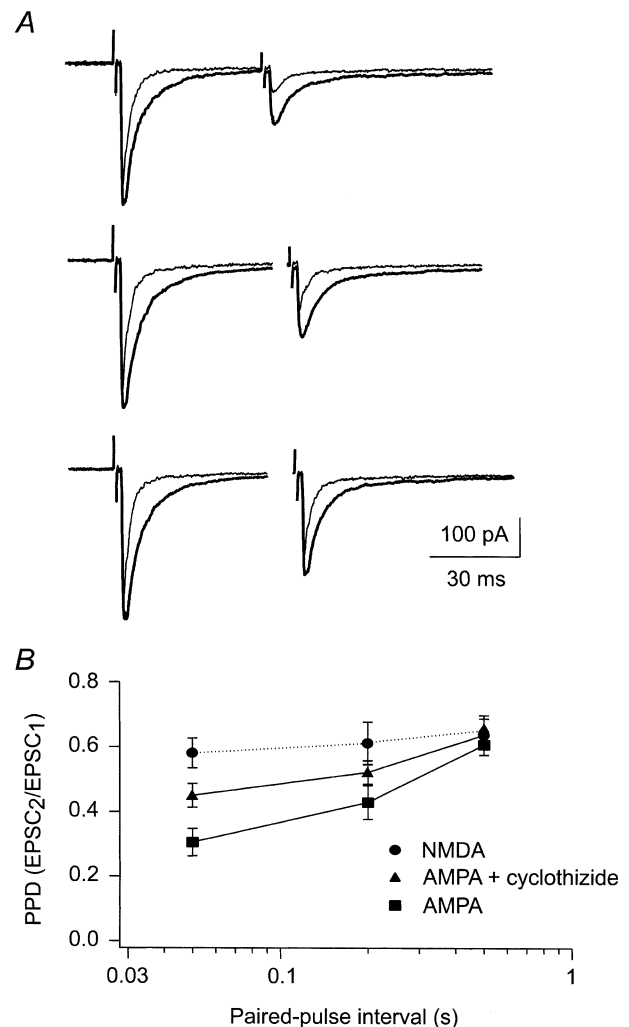 A
100 pA
30 ms
B
PPD (EPSC2/EPSC1)
0.8
0.6
0.4
0.2
0.0
NMDA
AMPA + cyclothizide
AMPA
0.03
0.1
1
Paired-pulse interval (s)